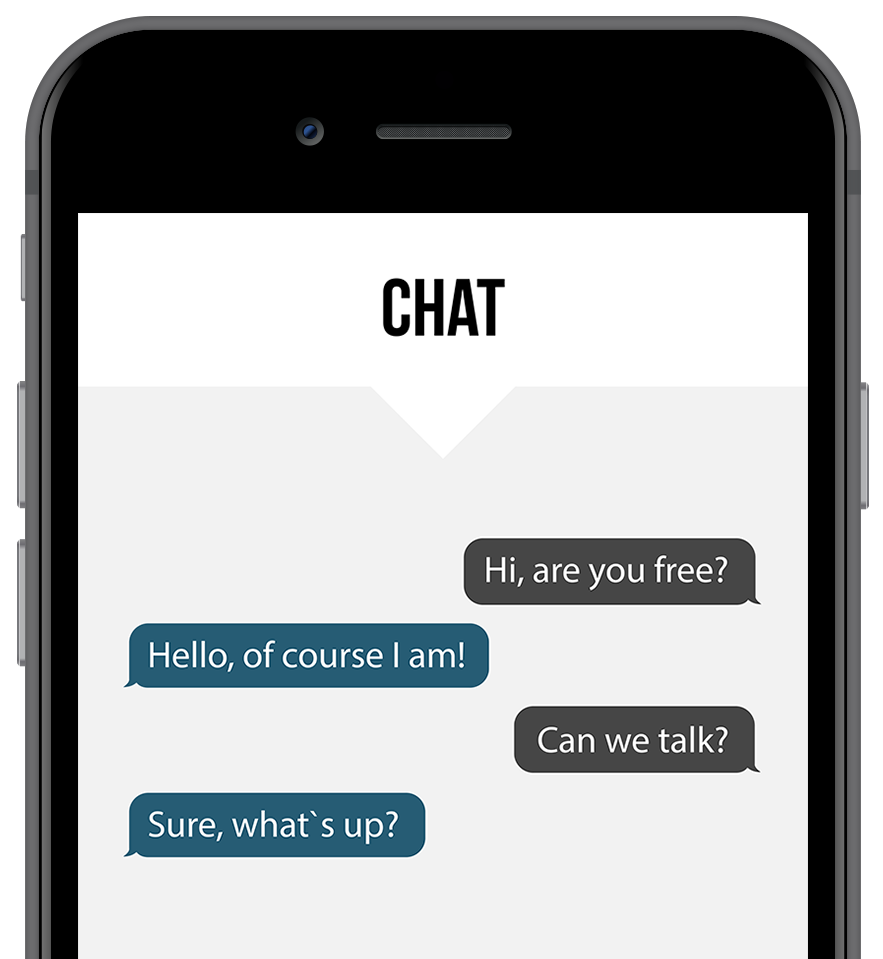 CHAT
Hi, are you free?
Hello, of course I am!
Can we talk?
Sure, what`s up?